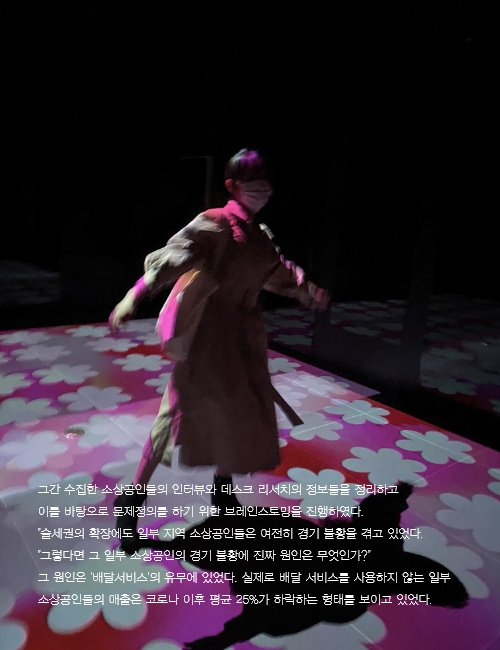 그간 수집한 소상공인들의 인터뷰와 데스크 리서치의 정보들을 정리하고
이를 바탕으로 문제정의를 하기 위한 브레인스토밍을 진행하였다.
"슬세권의 확장에도 일부 지역 소상공인들은 여전히 경기 불황을 겪고 있었다.
"그렇다면 그 일부 소상공인의 경기 불황에 진짜 원인은 무엇인가?"
그 원인은 '배달서비스'의 유무에 있었다. 실제로 배달 서비스를 사용하지 않는 일부
소상공인들의 매출은 코로나 이후 평균 25%가 하락하는 형태를 보이고 있었다.